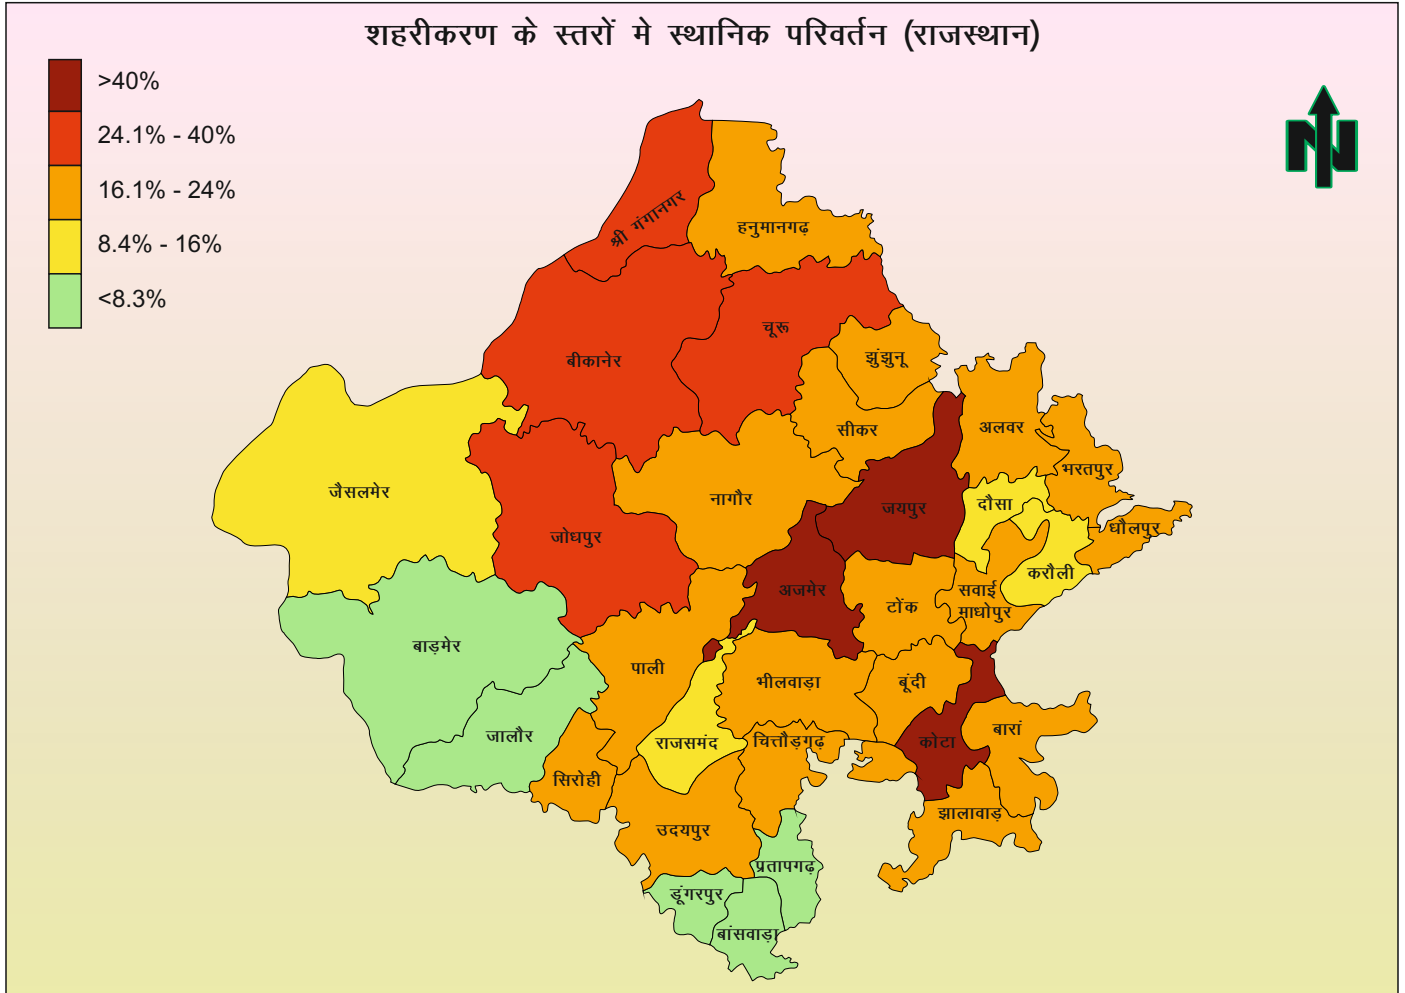 शहरीकरण के स्तरों मे स्थानिक परिवर्तन (राजस्थान)
>40%
24.1% - 40%
16.1% - 24%
8.4% - 16%
<8.3%
N
श्री गंगानगर
हनुमानगढ़
चूरू
बीकानेर
झुंझुनू
सीकर
अलवर
भरतपुर
जैसलमेर
नागौर
जयपुर
दौसा
धौलपुर
जोधपुर
करौली
अजमेर
टोंक
सवाई
माधोपुर
बाड़मेर
पाली
भीलवाड़ा
बूंदी
जालौर
राजसमंद
चित्तौड़गढ़
कोटा
बारां
सिरोही
झालावाड़
उदयपुर
प्रतापगढ़
डूंगरपुर
बांसवाड़ा